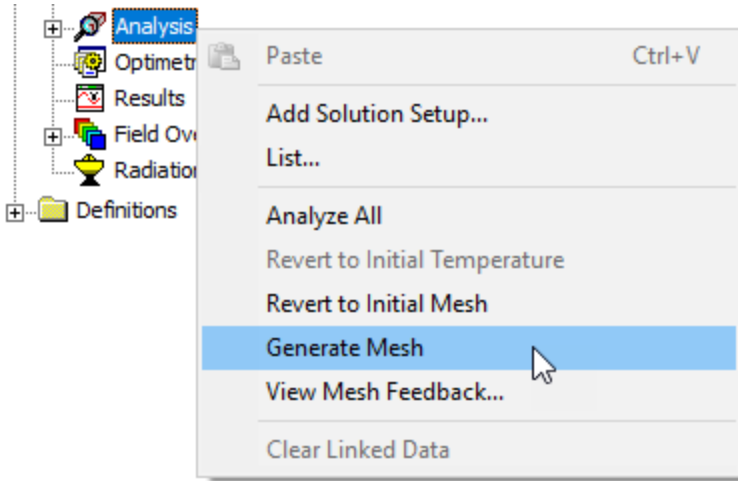 Analysis
Paste Ctrl+V
Optimetr
Add Solution Setup...
Results
List...
Field Ove
Radiation
Analyze All
Definitions
Revert to Initial Temperature
Revert to Initial Mesh
Generate Mesh
View Mesh Feedback...
Clear Linked Data